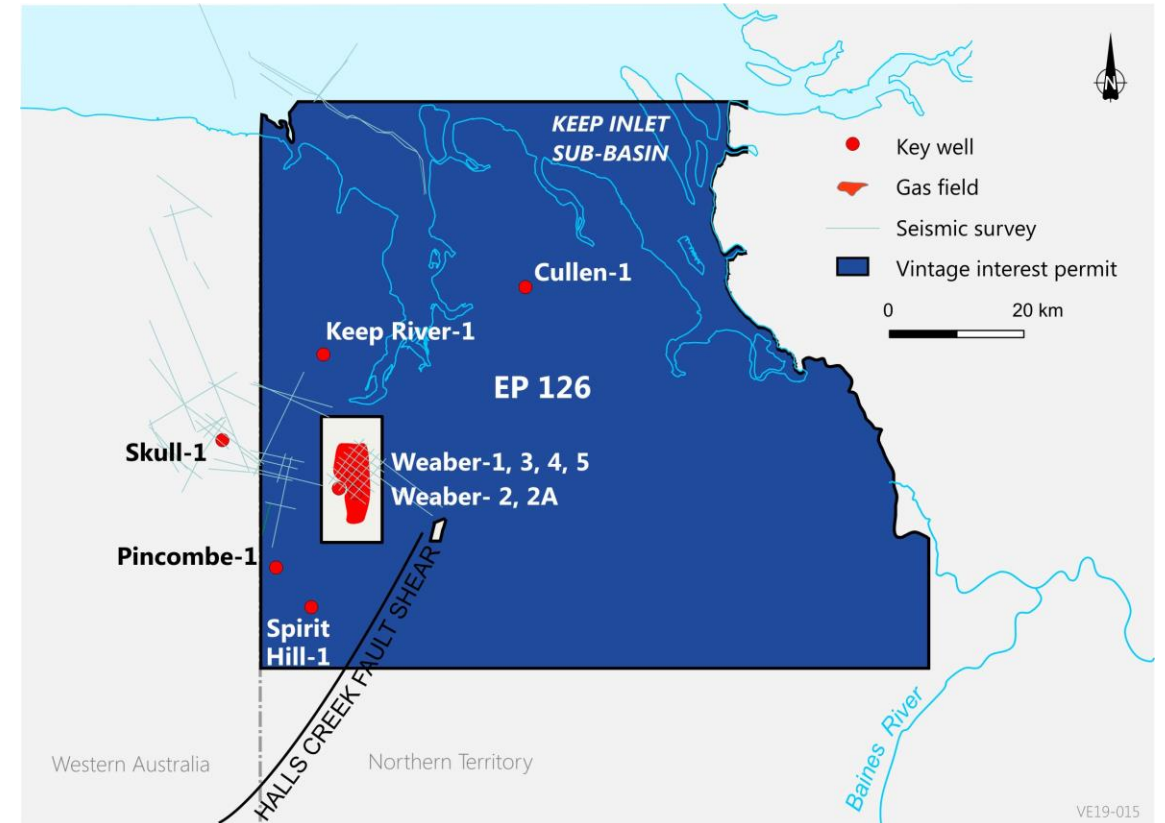 N
KEEP INLET
SUB-BASIN
Key well
Gas field
Seismic survey
Vintage interest permit
0 20 km
Cullen-1
Keep River-1
EP 126
Skull-1
Weaber-1, 3, 4, 5
Weaber- 2, 2A
Pincombe-1
Spirit
Hill-1
HALLS CREEK FAULT SHEAR
Western Australia
Northern Territory
Baines River
VE19-015